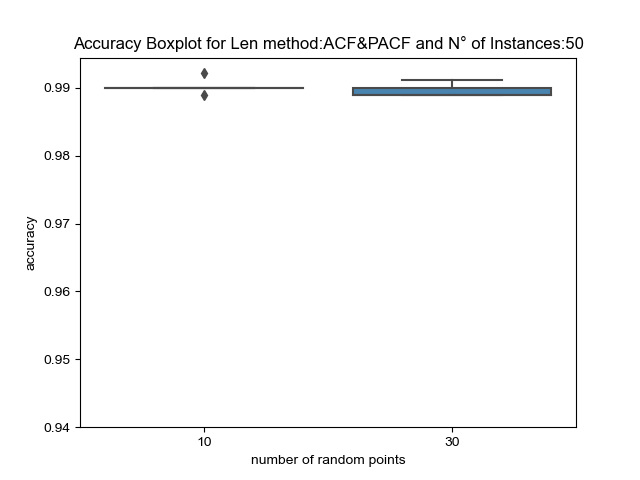 Accuracy Boxplot for Len method:ACF&PACF and N° of Instances:50
0.99
0.98
0.97
0.96
0.95
0.94
accuracy
10 30
number of random points